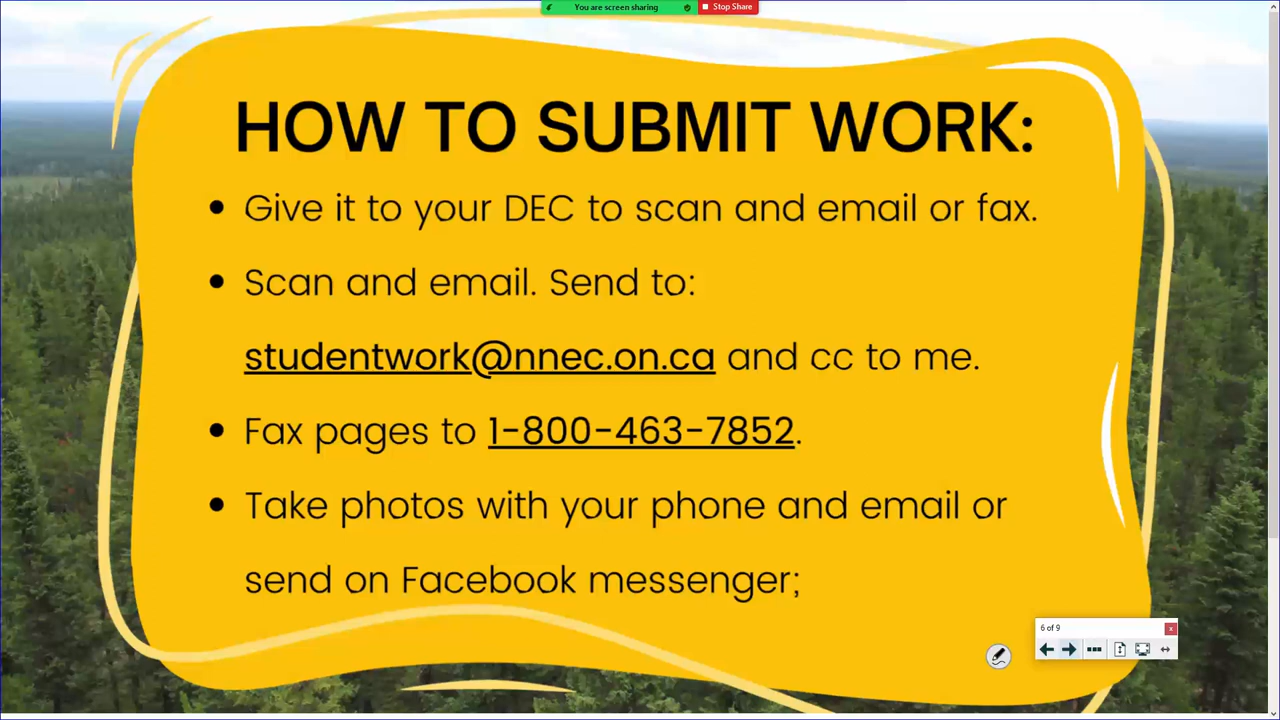 You are screen sharing
Stop Share
HOW TO SUBMIT WORK:
• Give it to your DEC to scan and email or fax.
• Scan and email. Send to:
studentwork@nnec.on.ca and cc to me.
• Fax pages to 1-800-463-7852.
• Take photos with your phone and email or
send on Facebook messenger;
6 of 9